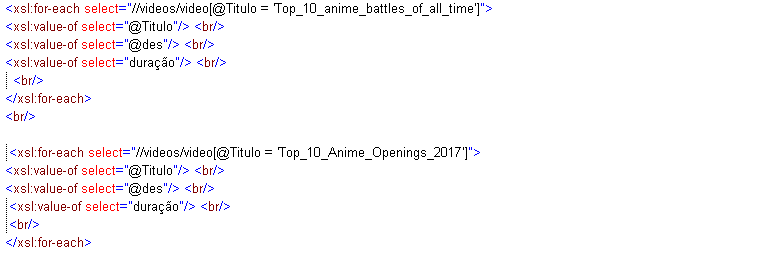 <xsl:for-each select="//videos/video[@Titulo = 'Top_10_anime_battles_of_all_time']">
<xsl:value-of select="@Titulo"/> <br/>
<xsl:value-of select="@des"/> <br/>
<xsl:value-of select="duração"/> <br/>
<br/>
</xsl:for-each>
<br/>
<xsl:for-each select="//videos/video[@Titulo = 'Top_10_Anime_Openings_2017']">
<xsl:value-of select="@Titulo"/> <br/>
<xsl:value-of select="@des"/> <br/>
<xsl:value-of select="duração"/> <br/>
<br/>
</xsl:for-each>